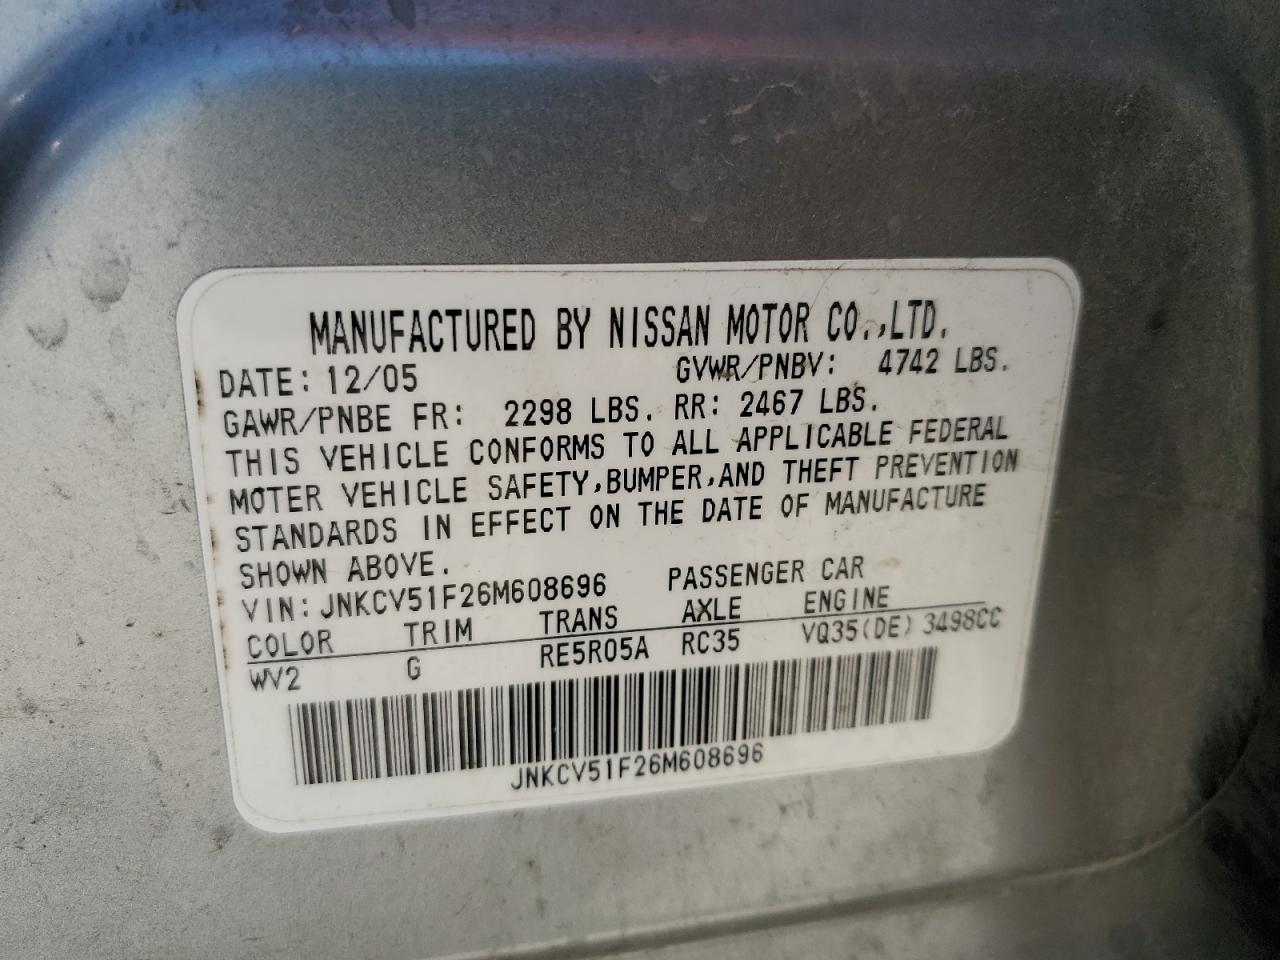 MANUFACTURED BY NISSAN MOTOR CO.,LTD.
DATE: 12/05 GVWR/PNBV: 4742 LBS.
GAWR/PNBE FR: 2298 LBS. RR: 2467 LBS.
THIS VEHICLE CONFORMS TO ALL APPLICABLE FEDERAL
MOTER VEHICLE SAFETY,BUMPER,AND THEFT PREVENTION
STANDARDS IN EFFECT ON THE DATE OF MANUFACTURE
SHOWN ABOVE.
VIN: JNKCV51F26M608696 PASSENGER CAR
COLOR TRIM TRANS AXLE ENGINE
WV2 G RE5R05A RC35 VQ35(DE) 3498CC
JNKCV51F26M608696